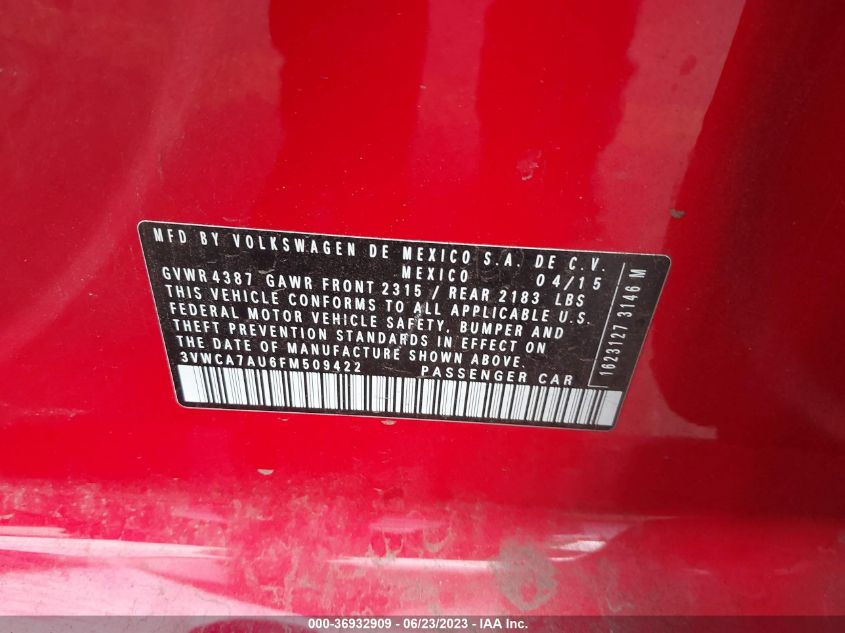 MFD BY VOLKSWAGEN DE MEXICO S.A. DE C.V.
MEXICO 04/15
GVWR 4387 GAWR FRONT 2315 / REAR 2183 LBS
THIS VEHICLE CONFORMS TO ALL APPLICABLE U.S.
FEDERAL MOTOR VEHICLE SAFETY, BUMPER AND
THEFT PREVENTION STANDARDS IN EFFECT ON
THE DATE OF MANUFACTURE SHOWN ABOVE.
3VWCA7AU6FM509422 PASSENGER CAR
1623127 3146 M
000-36932909 - 06/23/2023 - IAA Inc.